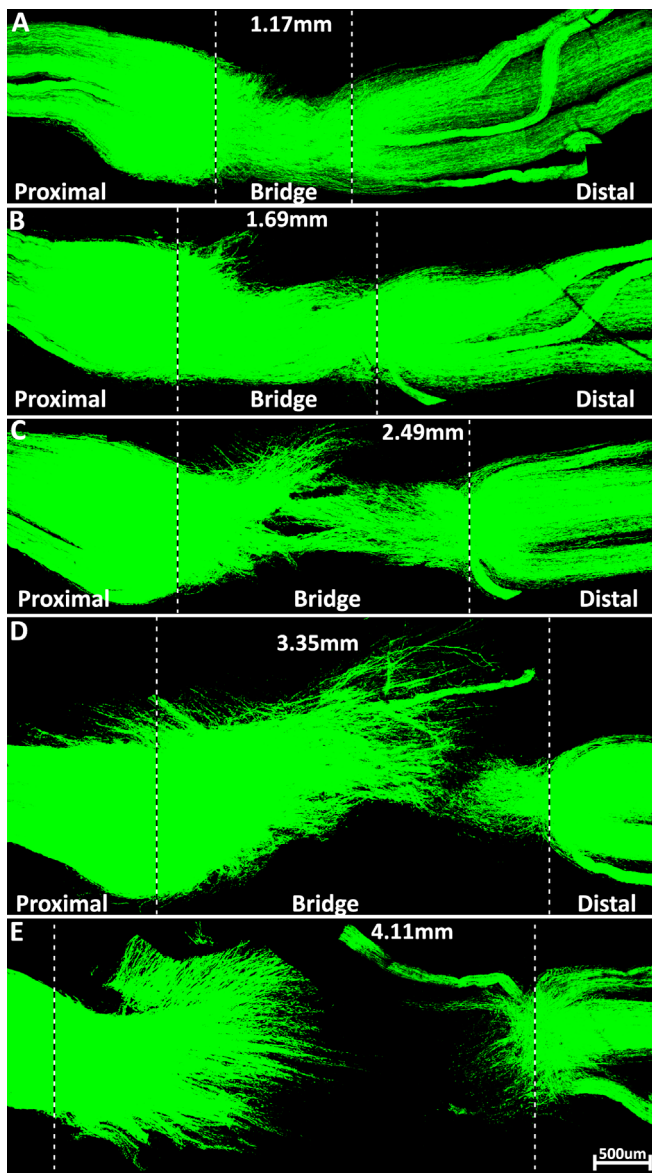 A
1.17mm
Proximal Bridge Distal
B
1.69mm
Proximal Bridge Distal
C
2.49mm
Proximal Bridge Distal
D
3.35mm
Proximal Bridge Distal
E
4.11mm
500um